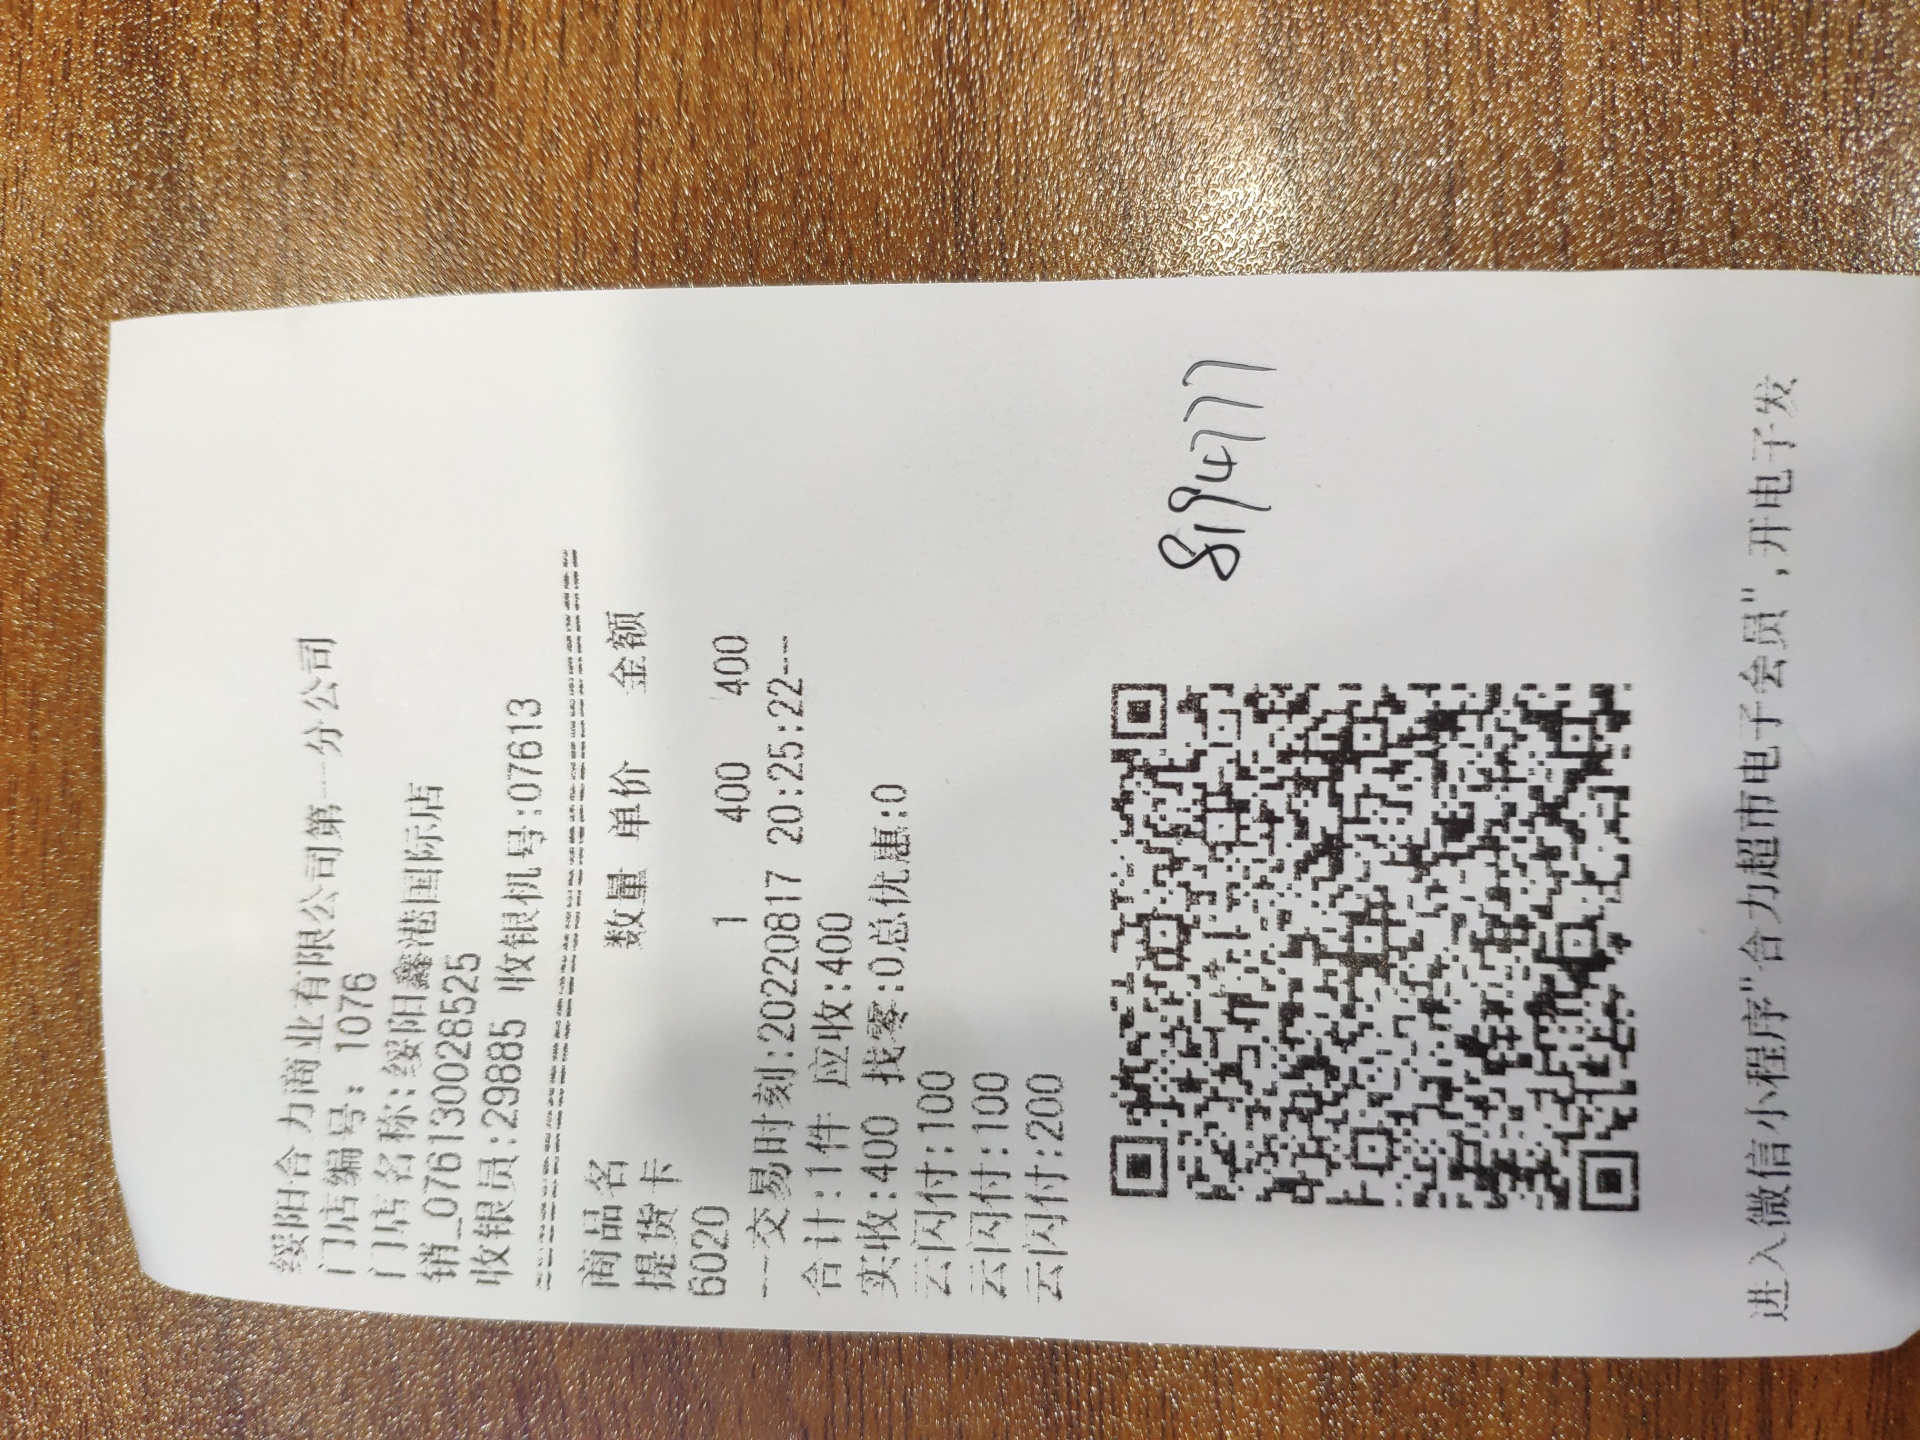 绥阳合力商业有限公司第一分公司
门店编号: 1076
门店名称:绥阳鑫港国际店
销_0761300028525
收银员:29885 收银机号:07613
商品名 数量 单价 金额
提货卡
6020 1 400 400
--交易时刻:20220817 20:25:22---
合计:1件 应收:400
实收:400 找零:0总优惠:0
云闪付:100
云闪付:100
云闪付:200
819477
进入微信小程序"合力超市电子会员",开电子发